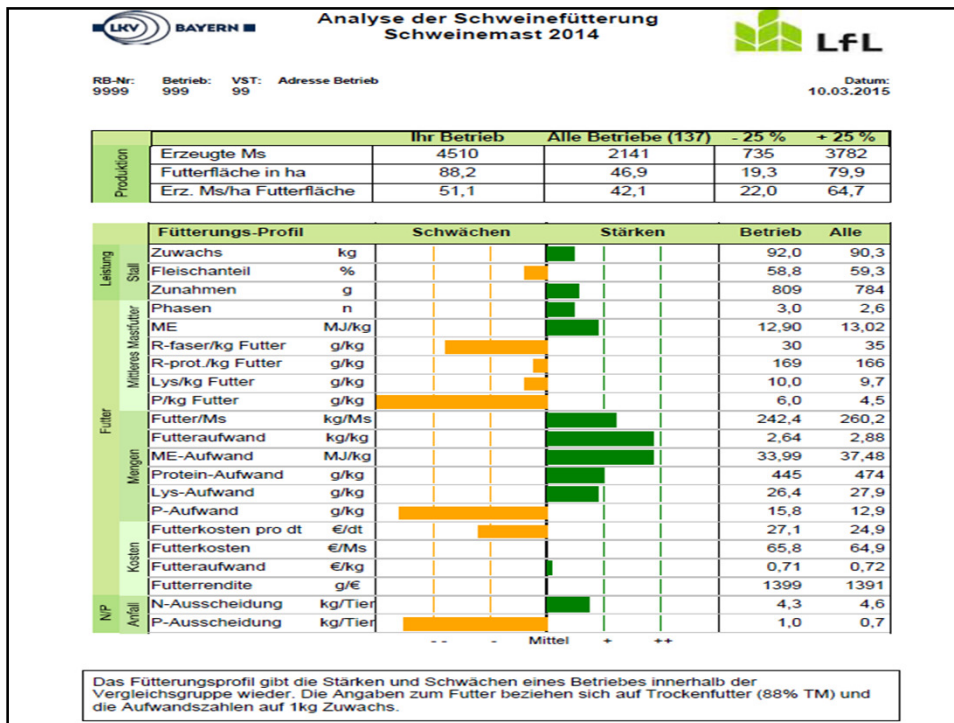 LKV BAYERN
Analyse der Schweinefütterung
Schweinemast 2014
LfL
RB-Nr: Betrieb: VST: Adresse Betrieb Datum:
9999 999 99 10.03.2015
Ihr Betrieb Alle Betriebe (137) - 25 % + 25 %
Produktion
Erzeugte Ms 4510 2141 735 3782
Futterfläche in ha 88,2 46,9 19,3 79,9
Erz. Ms/ha Futterfläche 51,1 42,1 22,0 64,7
Fütterungs-Profil Schwächen Stärken Betrieb Alle
Leistung
Stall
Zuwachs kg 92,0 90,3
Fleischanteil % 58,8 59,3
Zunahmen g 809 784
Futter
Mittleres Mastfutter
Phasen n 3,0 2,6
ME MJ/kg 12,90 13,02
R-faser/kg Futter g/kg 30 35
R-prot./kg Futter g/kg 169 166
Lys/kg Futter g/kg 10,0 9,7
P/kg Futter g/kg 6,0 4,5
Mengen
Futter/Ms kg/Ms 242,4 260,2
Futteraufwand kg/kg 2,64 2,88
ME-Aufwand MJ/kg 33,99 37,48
Protein-Aufwand g/kg 445 474
Lys-Aufwand g/kg 26,4 27,9
P-Aufwand g/kg 15,8 12,9
Kosten
Futterkosten pro dt €/dt 27,1 24,9
Futterkosten €/Ms 65,8 64,9
Futteraufwand €/kg 0,71 0,72
Futterrendite g/€ 1399 1391
N/P
Anfall
N-Ausscheidung kg/Tier 4,3 4,6
P-Ausscheidung kg/Tier 1,0 0,7
- - - Mittel + ++
Das Fütterungsprofil gibt die Stärken und Schwächen eines Betriebes innerhalb der
Vergleichsgruppe wieder. Die Angaben zum Futter beziehen sich auf Trockenfutter (88% TM) und
die Aufwandszahlen auf 1kg Zuwachs.